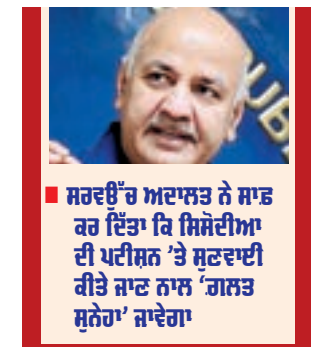 ਸਰਵਉੱਚ ਅਦਾਲਤ ਨੇ ਸਾਫ਼
ਕਰ ਦਿੱਤਾ ਕਿ ਸਿਸੋਦੀਆ
ਦੀ ਪਟੀਸ਼ਨ ’ਤੇ ਸੁਣਵਾਈ
ਕੀਤੇ ਜਾਣ ਨਾਲ ‘ਗ਼ਲਤ
ਸੁਨੇਹਾ’ ਜਾਵੇਗਾ